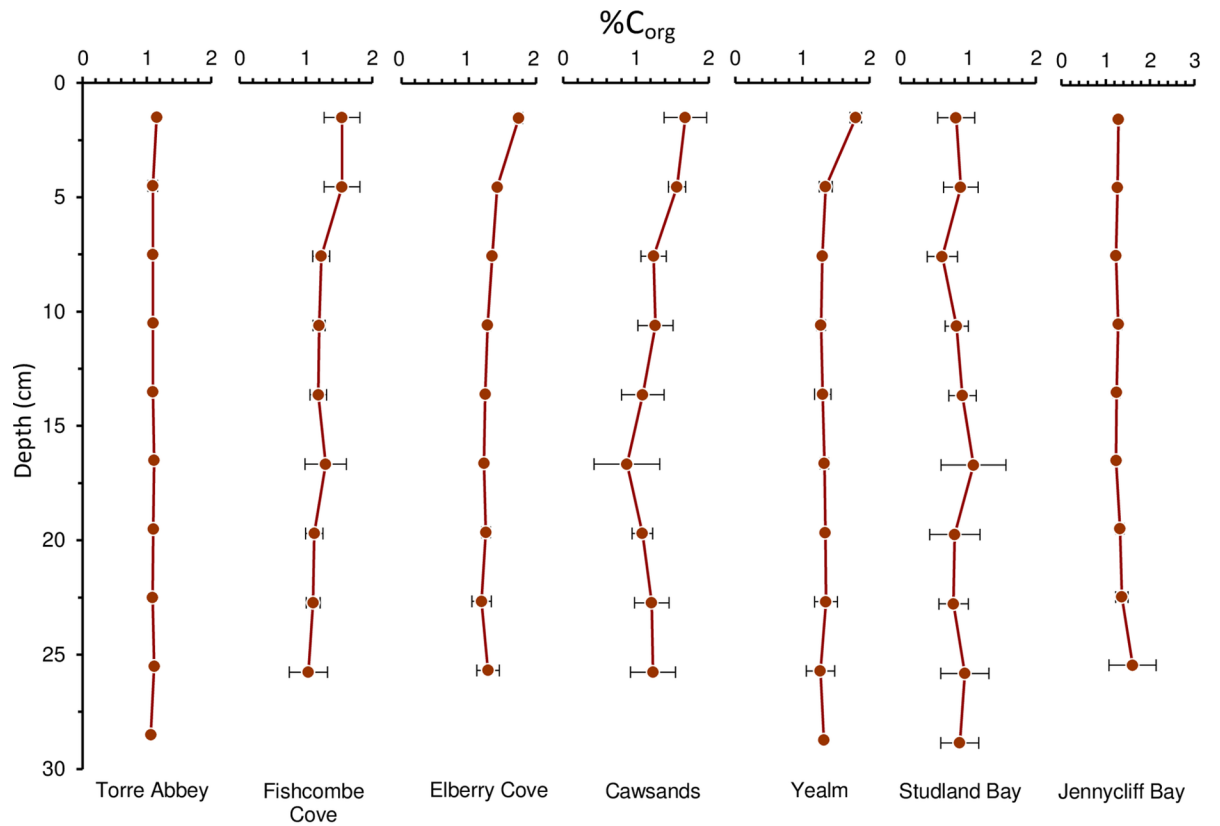 %Corg
0 1 2 0 1 2 0 1 2 0 1 2 0 1 2 0 1 2 0 1 2 3
0
5
10
15
20
25
30
Depth (cm)
Torre Abbey Fishcombe Elberry Cove Cawsands Yealm Studland Bay Jennycliff Bay
Cove